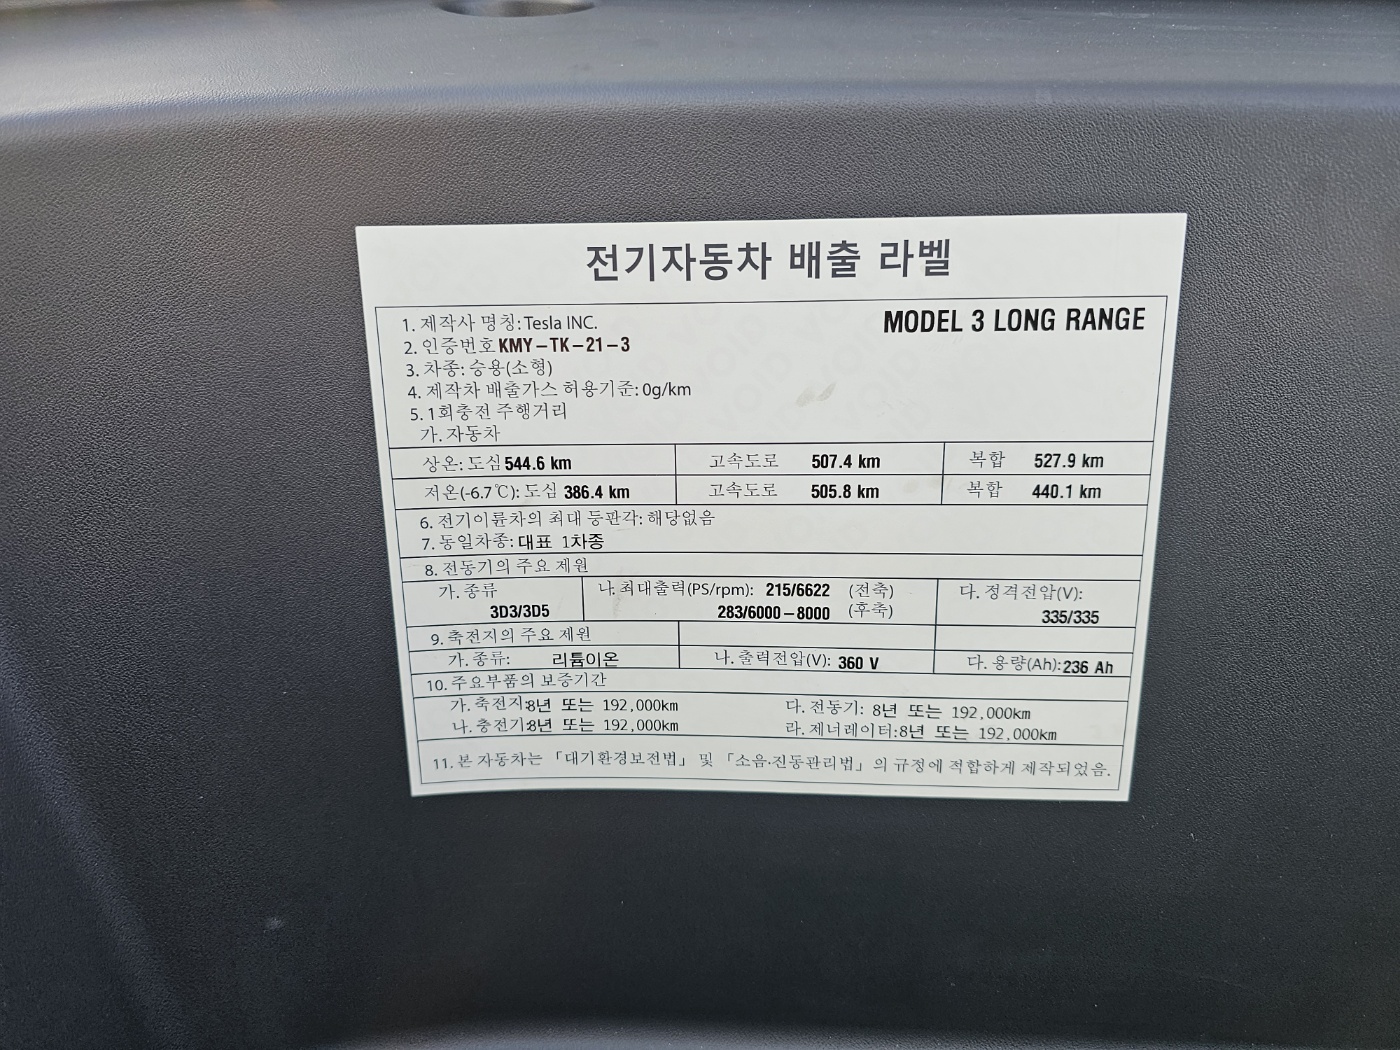 전기자동차 배출 라벨
MODEL 3 LONG RANGE
1. 제작사 명칭: Tesla INC.
2. 인증번호 KMY-TK-21-3
3. 차종: 승용(소형)
4. 제작차 배출가스 허용기준: 0g/km
5. 1회충전 주행거리
가. 자동차
상온: 도심 544.6 km 고속도로 507.4 km 복합 527.9 km
저온(-6.7℃): 도심 386.4 km 고속도로 505.8 km 복합 440.1 km
6. 전기이륜차의 최대 등판각: 해당없음
7. 동일차종: 대표 1차종
8. 전동기의 주요 제원
가. 종류 나. 최대출력(PS/rpm): 215/6622 (전축) 다. 정격전압(V):
3D3/3D5 283/6000-8000 (후축) 335/335
9. 축전지의 주요 제원
가. 종류: 리튬이온 나. 출력전압(V): 360 V 다. 용량(Ah): 236 Ah
10. 주요부품의 보증기간
가. 축전지:8년 또는 192,000km 다. 전동기: 8년 또는 192,000km
나. 충전기:8년 또는 192,000km 라. 제너레이터:8년 또는 192,000km
11. 본 자동차는 「대기환경보전법」 및 「소음·진동관리법」의 규정에 적합하게 제작되었음.